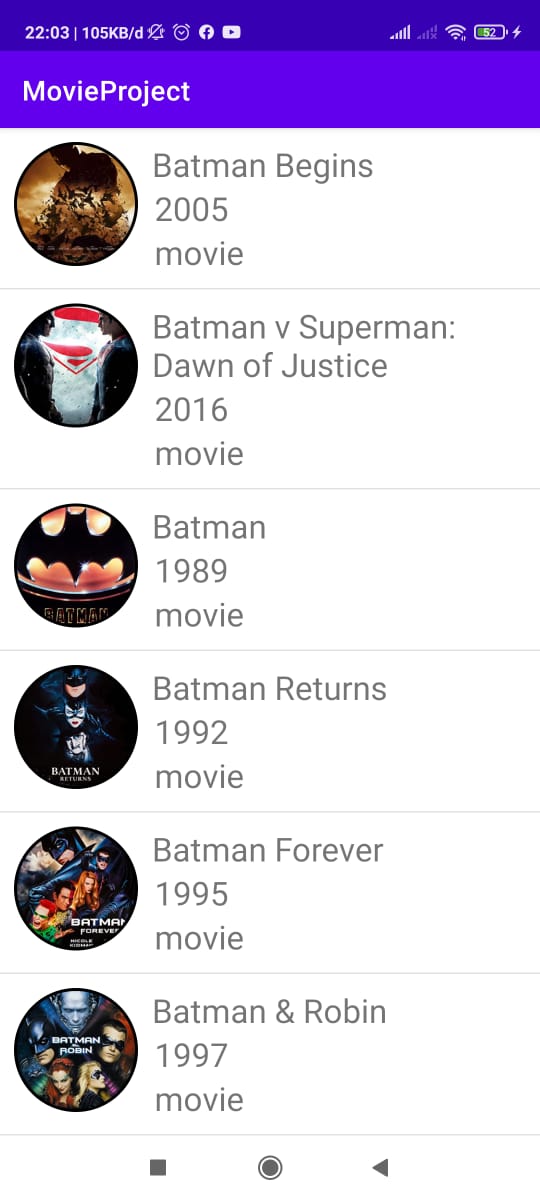 22:03 | 105KB/d
52
MovieProject
Batman Begins
2005
movie
Batman v Superman:
Dawn of Justice
2016
movie
BATMAN
Batman
1989
movie
BATMAN
RETURNS
Batman Returns
1992
movie
BATMAN
FOREVER
NICOLE
KIDMAN
Batman Forever
1995
movie
BATMAN
&
ROBIN
Batman & Robin
1997
movie